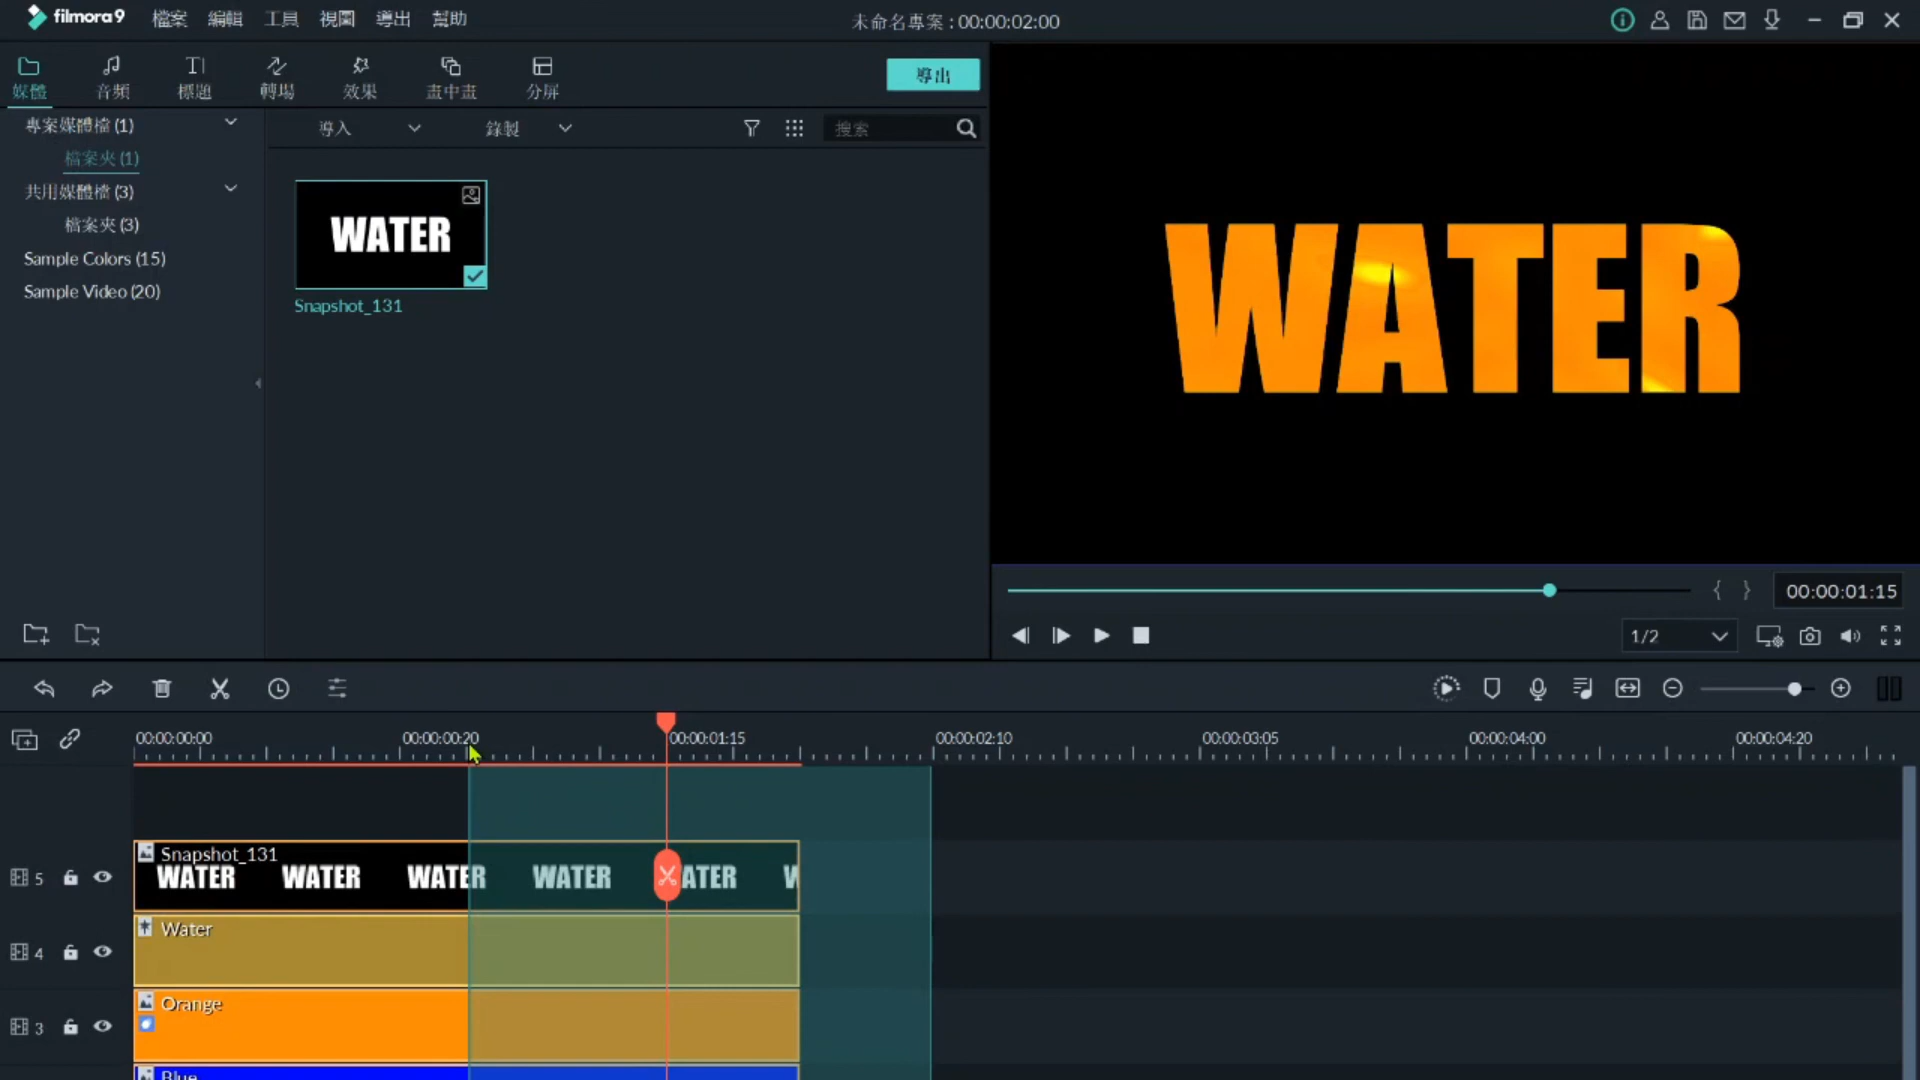 filmora9 檔案 編輯 工具 視圖 導出 幫助 未命名專案 : 00:00:02:00
媒體 音頻 標題 轉場 效果 畫中畫 分屏 導出
專案媒體檔 (1)
檔案夾 (1)
共用媒體檔 (3)
檔案夾 (3)
Sample Colors (15)
Sample Video (20)
導入 錄製 搜索
WATER
Snapshot_131
WATER
00:00:01:15
1/2
00:00:00:00 00:00:00:20 00:00:01:15 00:00:02:10 00:00:03:05 00:00:04:00 00:00:04:20
Snapshot_131
5 WATER WATER WATER WATER ATER W
Water
4
Orange
3
Blue